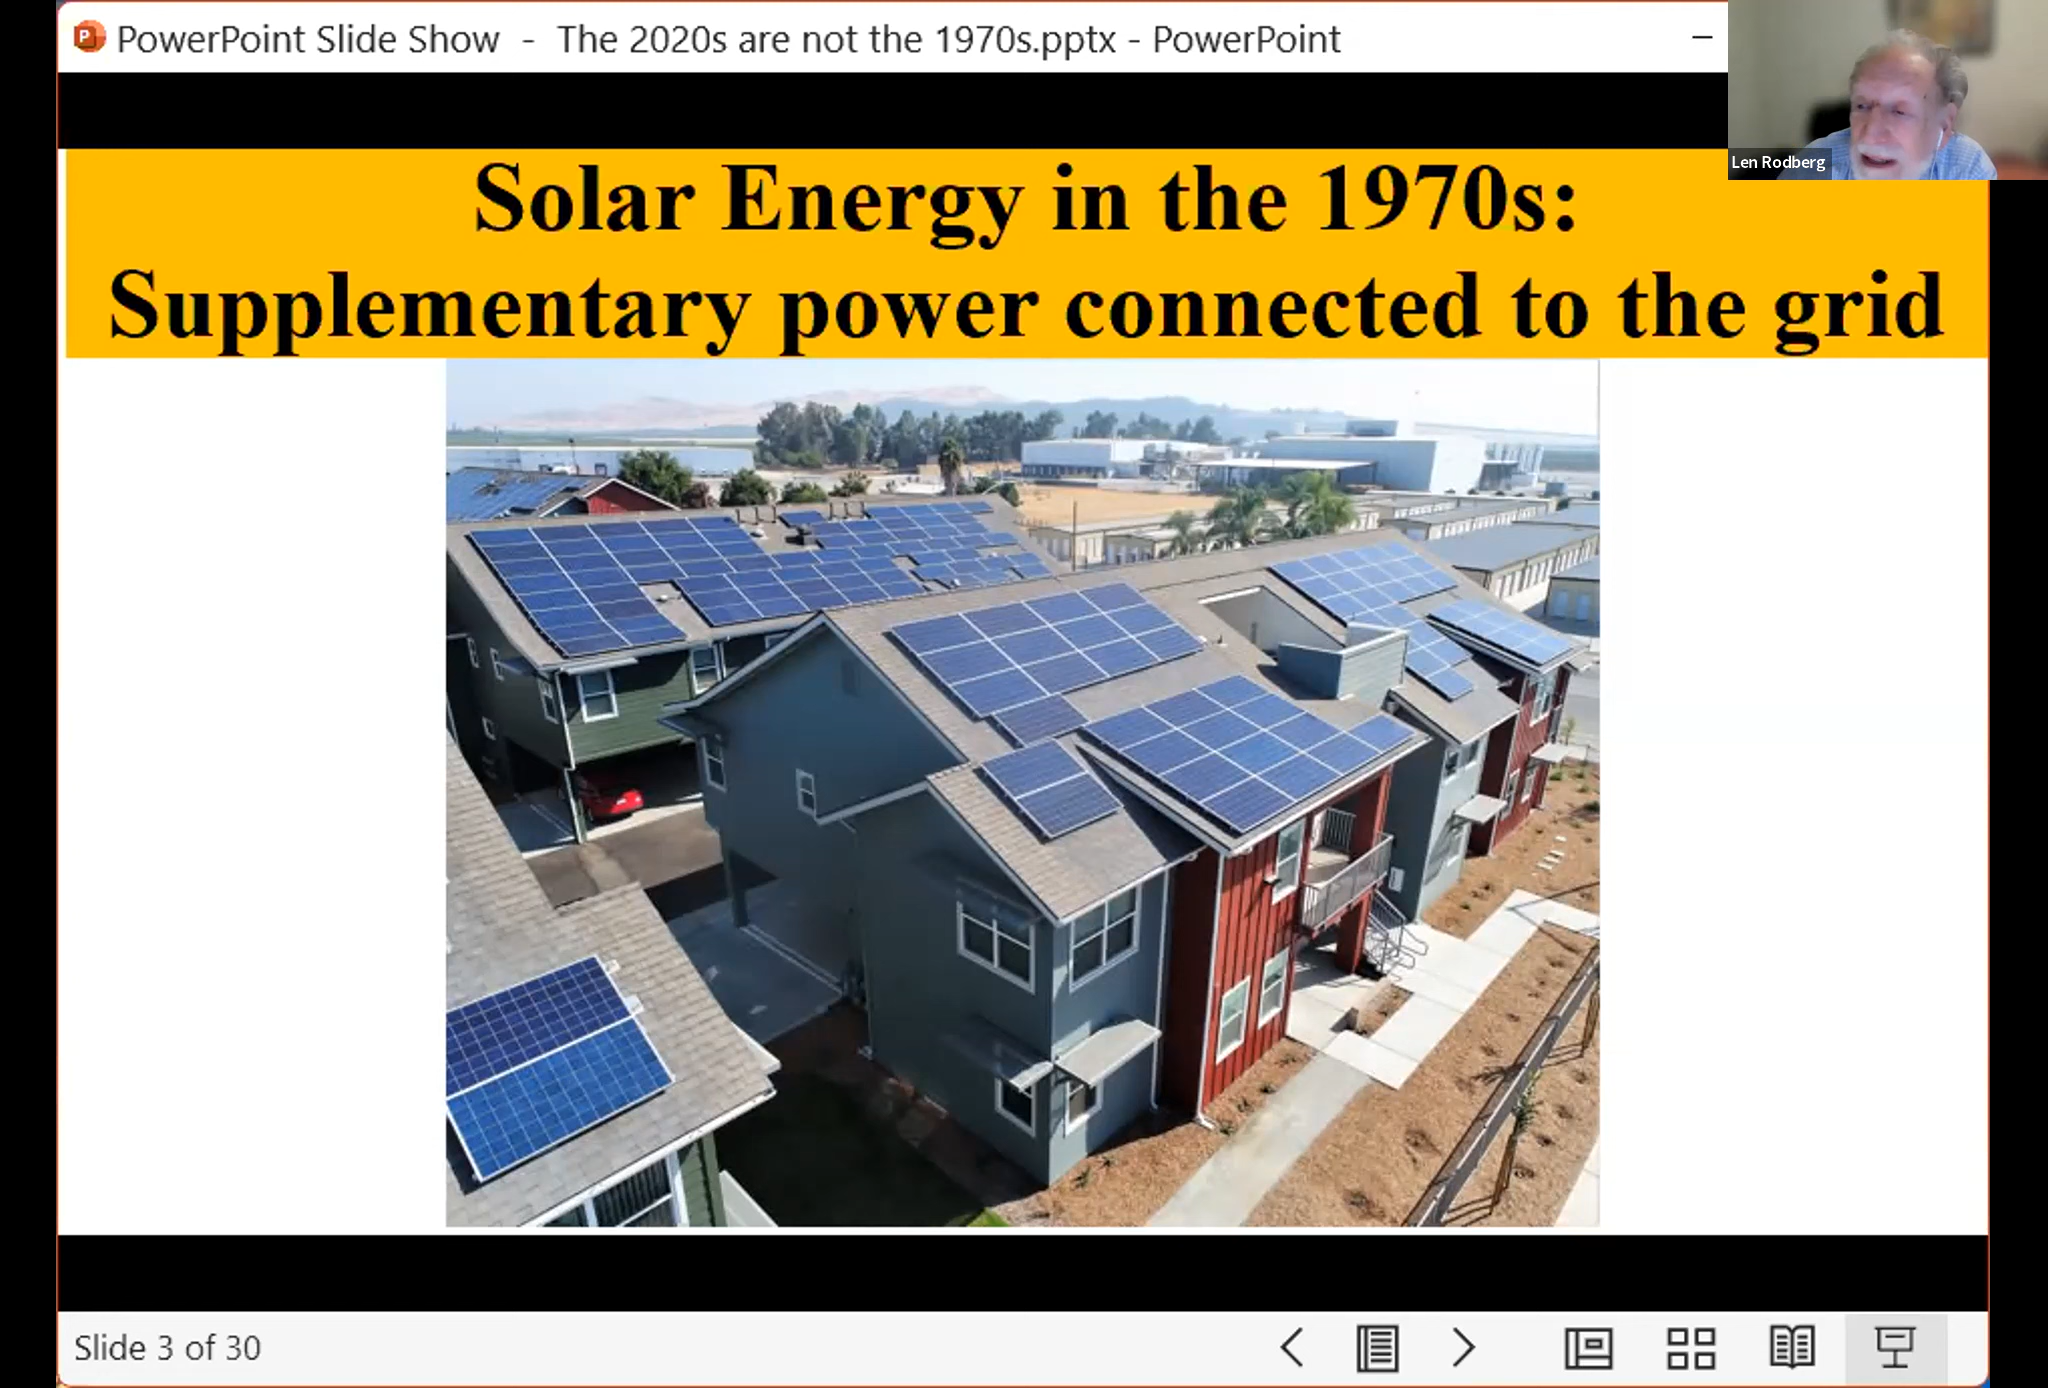 PowerPoint Slide Show - The 2020s are not the 1970s.pptx - PowerPoint
Len Rodberg
Solar Energy in the 1970s:
Supplementary power connected to the grid
Slide 3 of 30